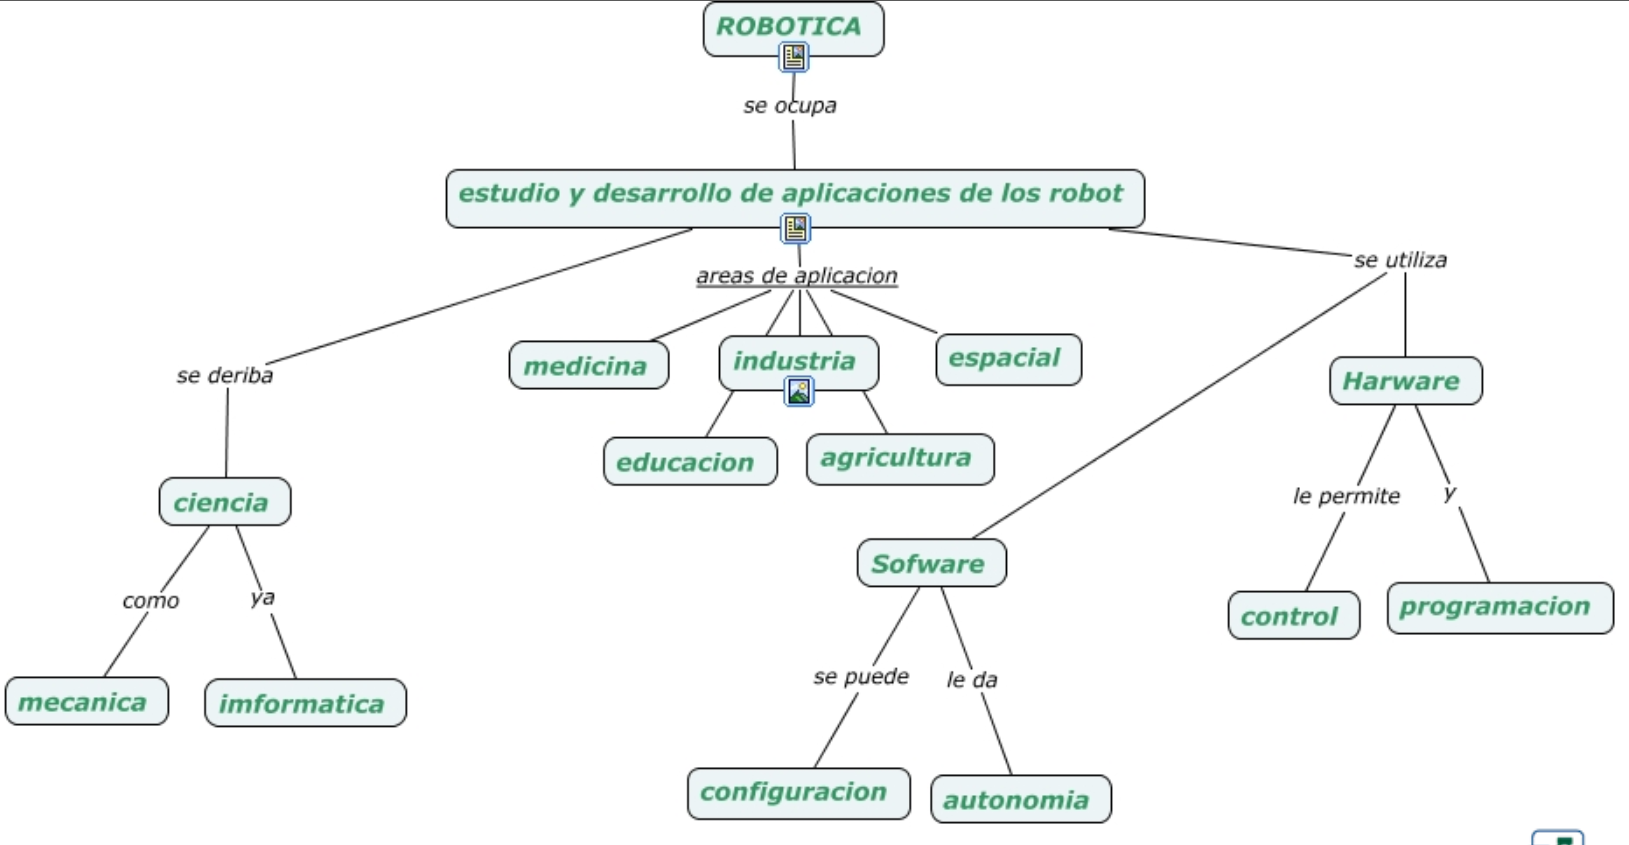 ROBOTICA
se ocupa
estudio y desarrollo de aplicaciones de los robot
se utiliza
areas de aplicacion
medicina
industria
espacial
se deriba
Harware
educacion
agricultura
ciencia
le permite
y
Sofware
como
ya
control
programacion
se puede
le da
mecanica
imformatica
configuracion
autonomia